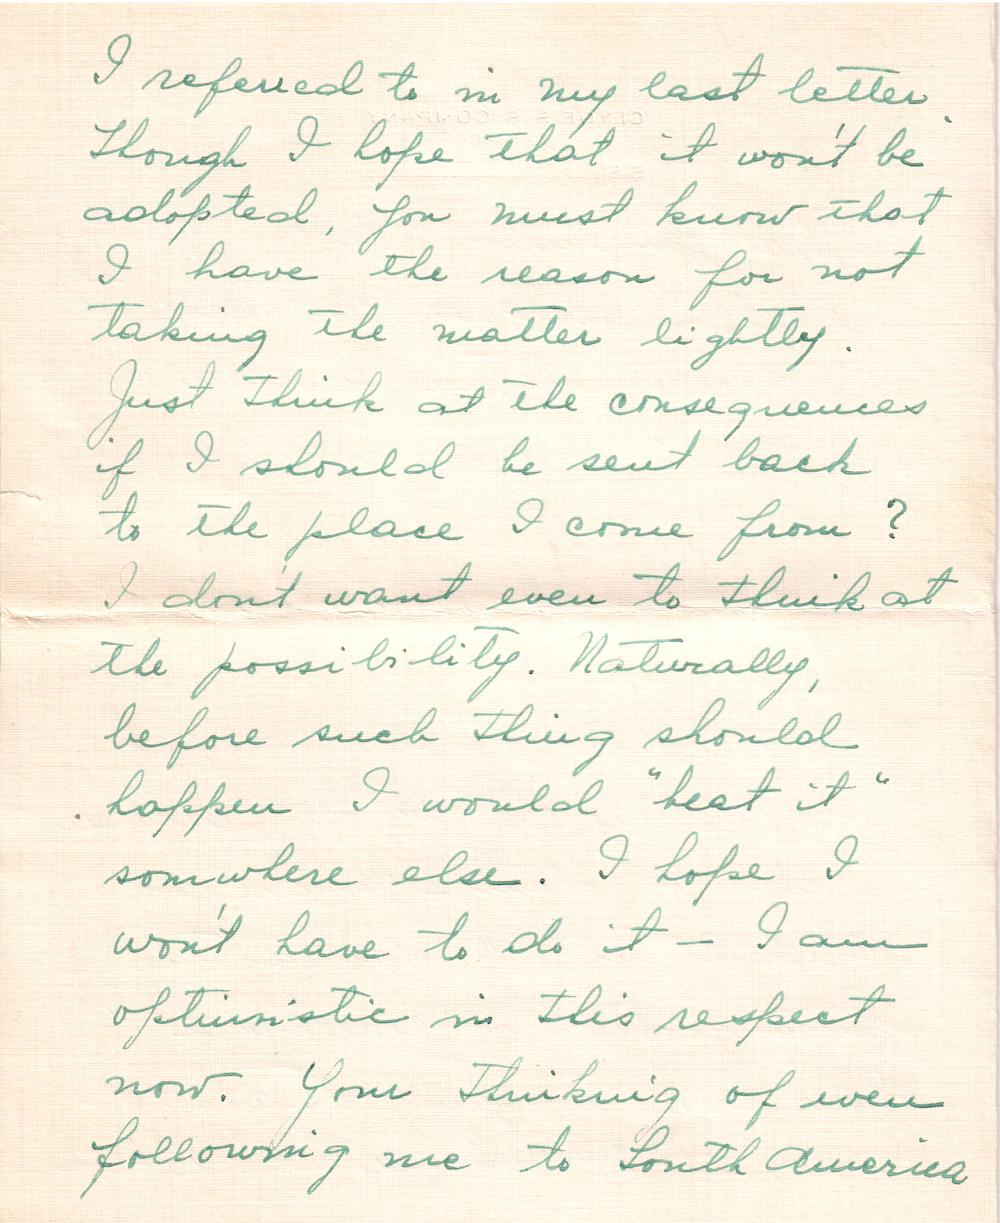 I referred to in my last letter.
Though I hope that it won't be
adopted, you must know that
I have the reason for not
taking the matter lightly.
Just think at the consequences
if I should be sent back
to the place I come from?
I don't want even to think at
the possibility. Naturally,
before such thing should
happen I would "beat it"
somwhere else. I hope I
won't have to do it — I am
optimistic in this respect
now. Your thinking of even
following me to South America